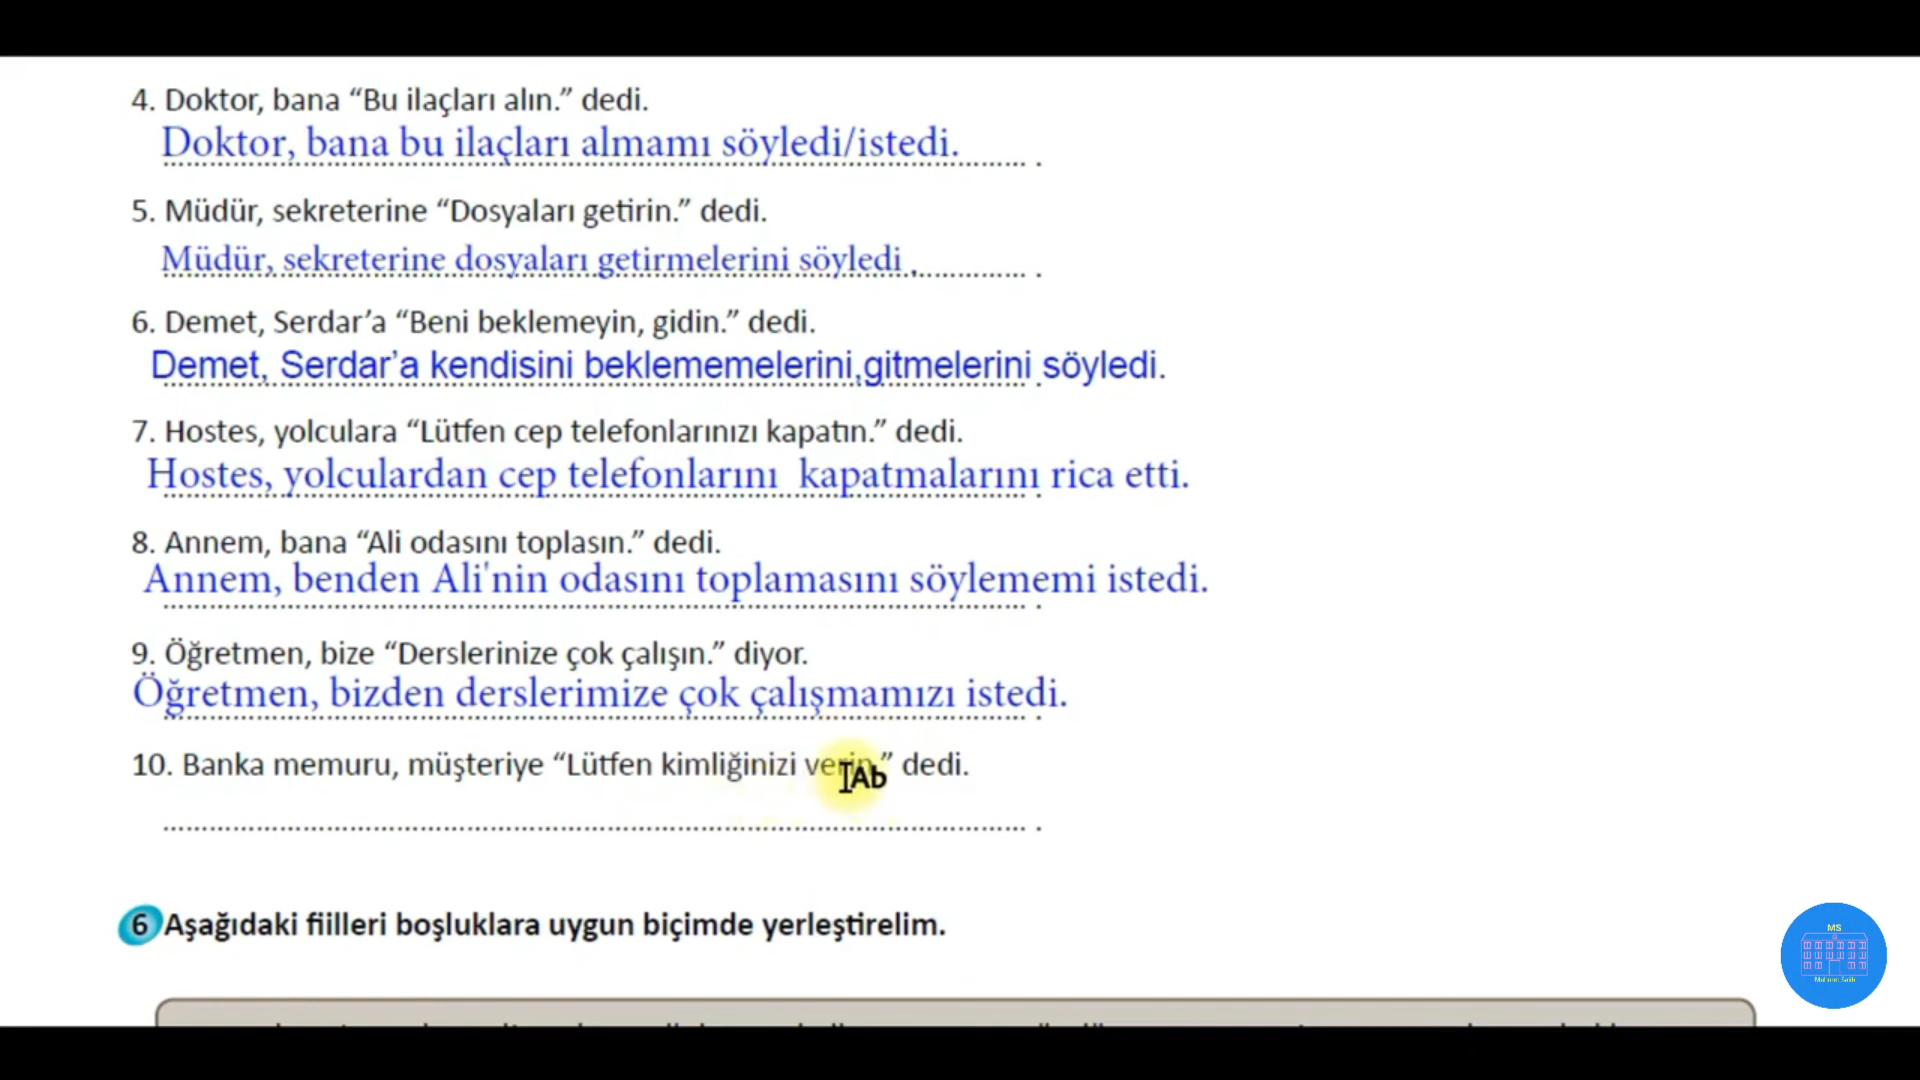 4. Doktor, bana “Bu ilaçları alın.” dedi.
Doktor, bana bu ilaçları almamı söyledi/istedi.
5. Müdür, sekreterine “Dosyaları getirin.” dedi.
Müdür, sekreterine dosyaları getirmelerini söyledi .
6. Demet, Serdar’a “Beni beklemeyin, gidin.” dedi.
Demet, Serdar’a kendisini beklememelerini,gitmelerini söyledi.
7. Hostes, yolculara “Lütfen cep telefonlarınızı kapatın.” dedi.
Hostes, yolculardan cep telefonlarını kapatmalarını rica etti.
8. Annem, bana “Ali odasını toplasın.” dedi.
Annem, benden Ali'nin odasını toplamasını söylememi istedi.
9. Öğretmen, bize “Derslerinize çok çalışın.” diyor.
Öğretmen, bizden derslerimize çok çalışmamızı istedi.
10. Banka memuru, müşteriye “Lütfen kimliğinizi verin.” dedi.
Ab
6 Aşağıdaki fiilleri boşluklara uygun biçimde yerleştirelim.
MS